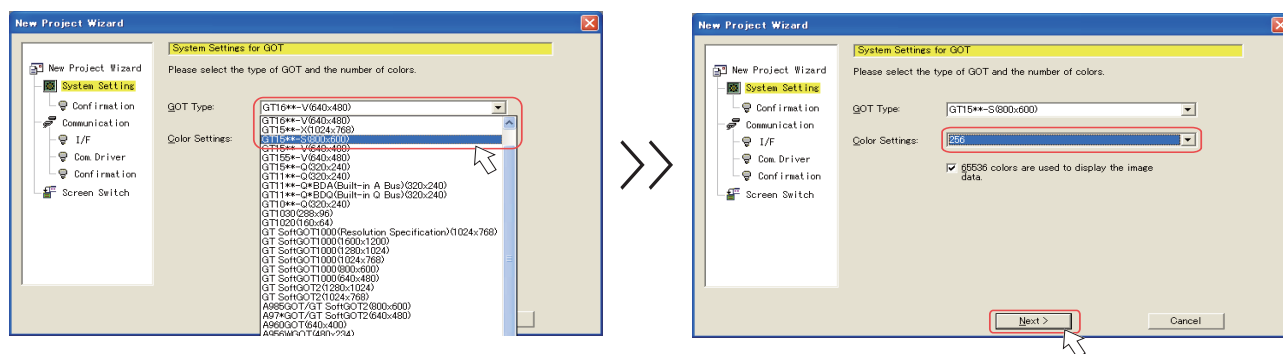 New Project Wizard
New Project Wizard
System Setting
Confirmation
Communication
I/F
Com. Driver
Confirmation
Screen Switch
System Settings for GOT
Please select the type of GOT and the number of colors.
GOT Type:
GT16**-V(640x480)
Color Settings:
GT16**-V(640x480)
GT15**-X(1024x768)
GT15**-S(800x600)
GT15**-V(640x480)
GT155*-V(640x480)
GT15**-Q(320x240)
GT11**-Q(320x240)
GT11**-Q*BDA(Built-in A Bus)(320x240)
GT11**-Q*BDQ(Built-in Q Bus)(320x240)
GT10**-Q(320x240)
GT1030(288x96)
GT1020(160x64)
GT SoftGOT1000(Resolution Specification)(1024x768)
GT SoftGOT1000(1600x1200)
GT SoftGOT1000(1280x1024)
GT SoftGOT1000(1024x768)
GT SoftGOT1000(800x600)
GT SoftGOT1000(640x480)
GT SoftGOT2(1280x1024)
GT SoftGOT2(1024x768)
A985GOT/GT SoftGOT2(800x600)
A97*GOT/GT SoftGOT2(640x480)
A960GOT(640x400)
A956WGOT(480x234)
New Project Wizard
New Project Wizard
System Setting
Confirmation
Communication
I/F
Com. Driver
Confirmation
Screen Switch
System Settings for GOT
Please select the type of GOT and the number of colors.
GOT Type:
GT15**-S(800x600)
Color Settings:
256
65536 colors are used to display the image
data.
Next >
Cancel